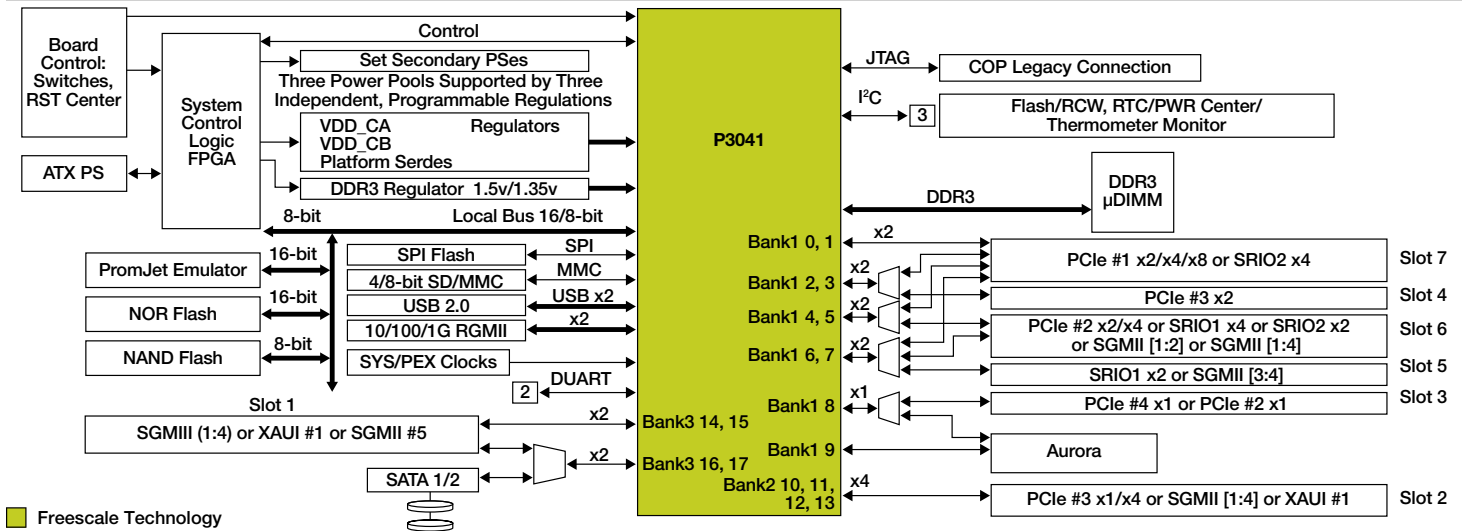 Board
Control:
Switches,
RST Center
ATX PS
System
Control
Logic
FPGA
Control
Set Secondary PSes
Three Power Pools Supported by Three
Independent, Programmable Regulations
VDD_CA Regulators
VDD_CB
Platform Serdes
DDR3 Regulator 1.5v/1.35v
8-bit
Local Bus 16/8-bit
16-bit
PromJet Emulator
16-bit
NOR Flash
8-bit
NAND Flash
SPI Flash
SPI
4/8-bit SD/MMC
MMC
USB 2.0
USB x2
10/100/1G RGMII
x2
SYS/PEX Clocks
2
DUART
Slot 1
SGMIII (1:4) or XAUI #1 or SGMII #5
x2
x2
SATA 1/2
P3041
Bank1 0, 1
Bank1 2, 3
Bank1 4, 5
Bank1 6, 7
Bank1 8
Bank3 14, 15
Bank1 9
Bank3 16, 17
Bank2 10, 11,
12, 13
JTAG
COP Legacy Connection
I²C
3
Flash/RCW, RTC/PWR Center/
Thermometer Monitor
DDR3
DDR3
µDIMM
x2
PCIe #1 x2/x4/x8 or SRIO2 x4
Slot 7
x2
PCIe #3 x2
Slot 4
x2
PCIe #2 x2/x4 or SRIO1 x4 or SRIO2 x2
or SGMII [1:2] or SGMII [1:4]
Slot 6
x2
SRIO1 x2 or SGMII [3:4]
Slot 5
x1
PCIe #4 x1 or PCIe #2 x1
Slot 3
Aurora
x4
PCIe #3 x1/x4 or SGMII [1:4] or XAUI #1
Slot 2
Freescale Technology